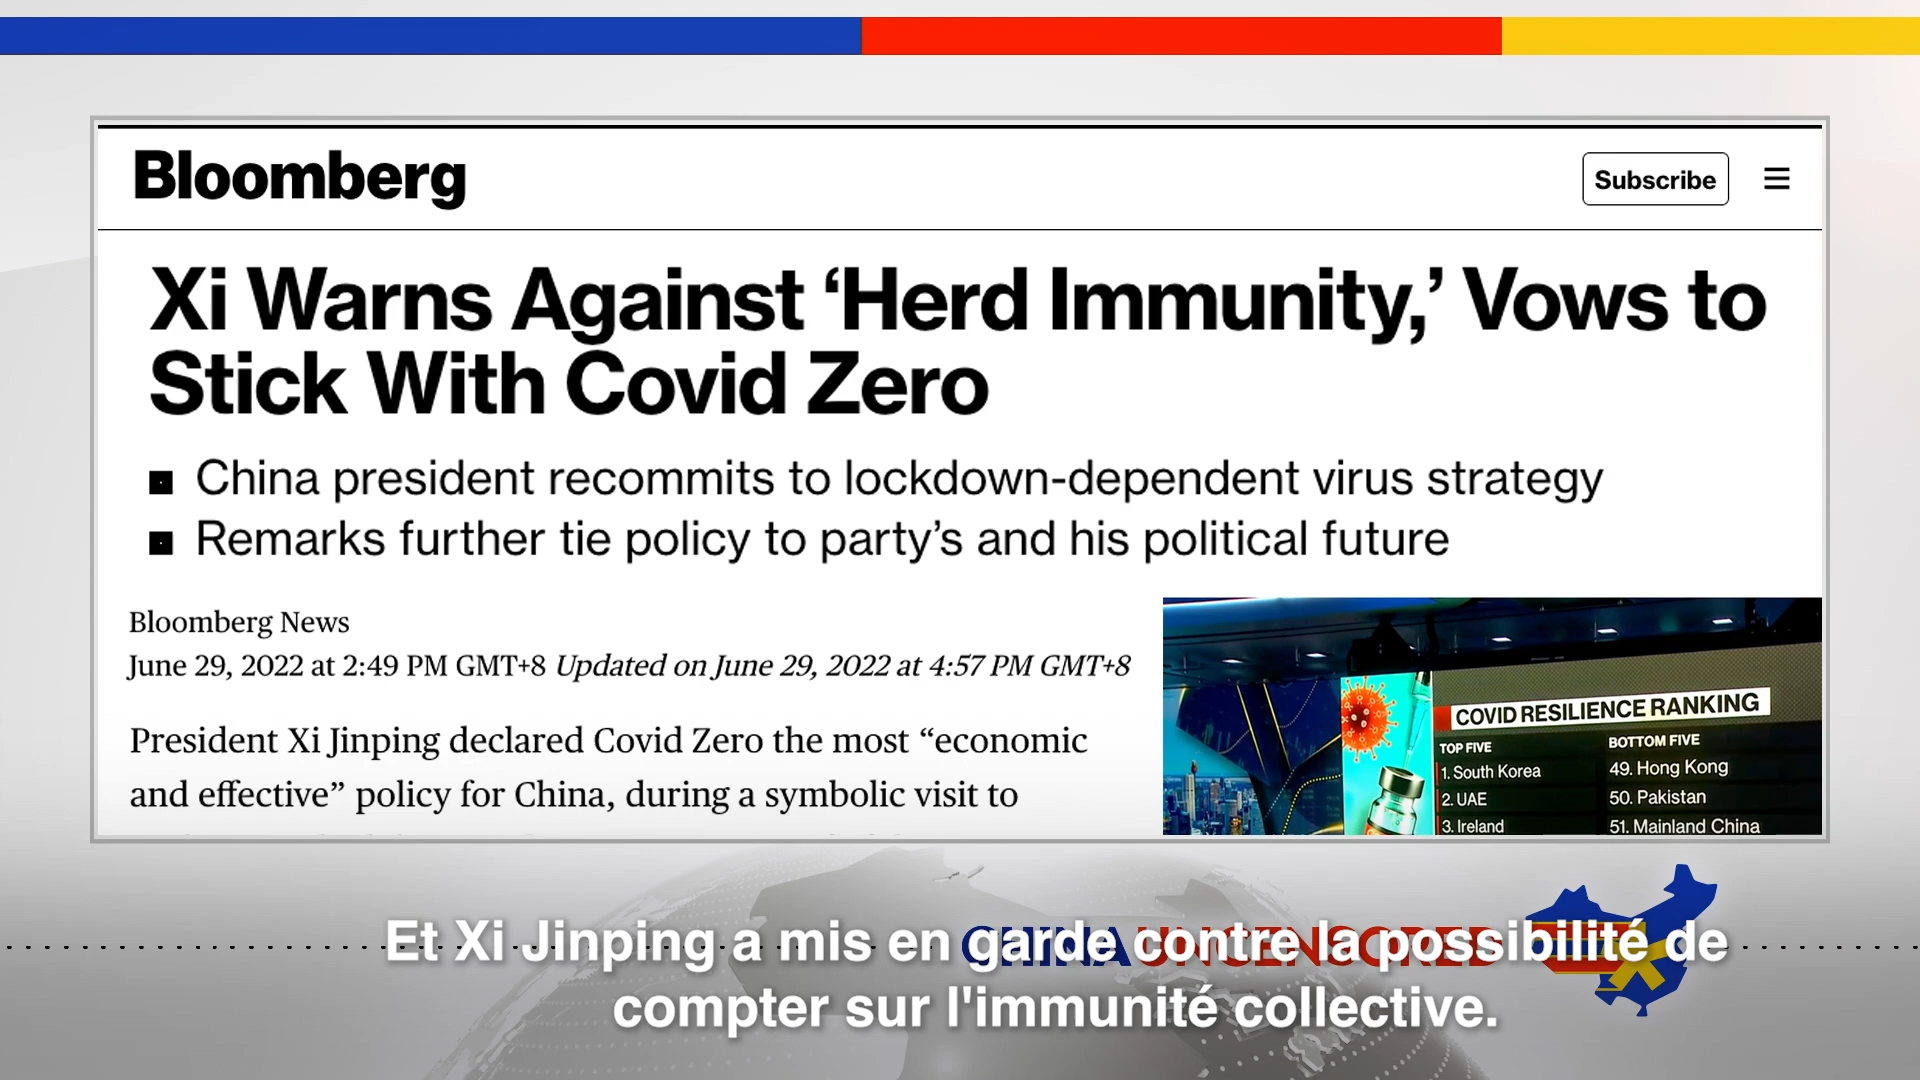 Bloomberg
Subscribe
Xi Warns Against ‘Herd Immunity,’ Vows to
Stick With Covid Zero
China president recommits to lockdown-dependent virus strategy
Remarks further tie policy to party’s and his political future
Bloomberg News
June 29, 2022 at 2:49 PM GMT+8 Updated on June 29, 2022 at 4:57 PM GMT+8
President Xi Jinping declared Covid Zero the most “economic
and effective” policy for China, during a symbolic visit to
COVID RESILIENCE RANKING
TOP FIVE
1. South Korea
2. UAE
3. Ireland
BOTTOM FIVE
49. Hong Kong
50. Pakistan
51. Mainland China
CHINA UNCENSORED
Et Xi Jinping a mis en garde contre la possibilité de
compter sur l'immunité collective.